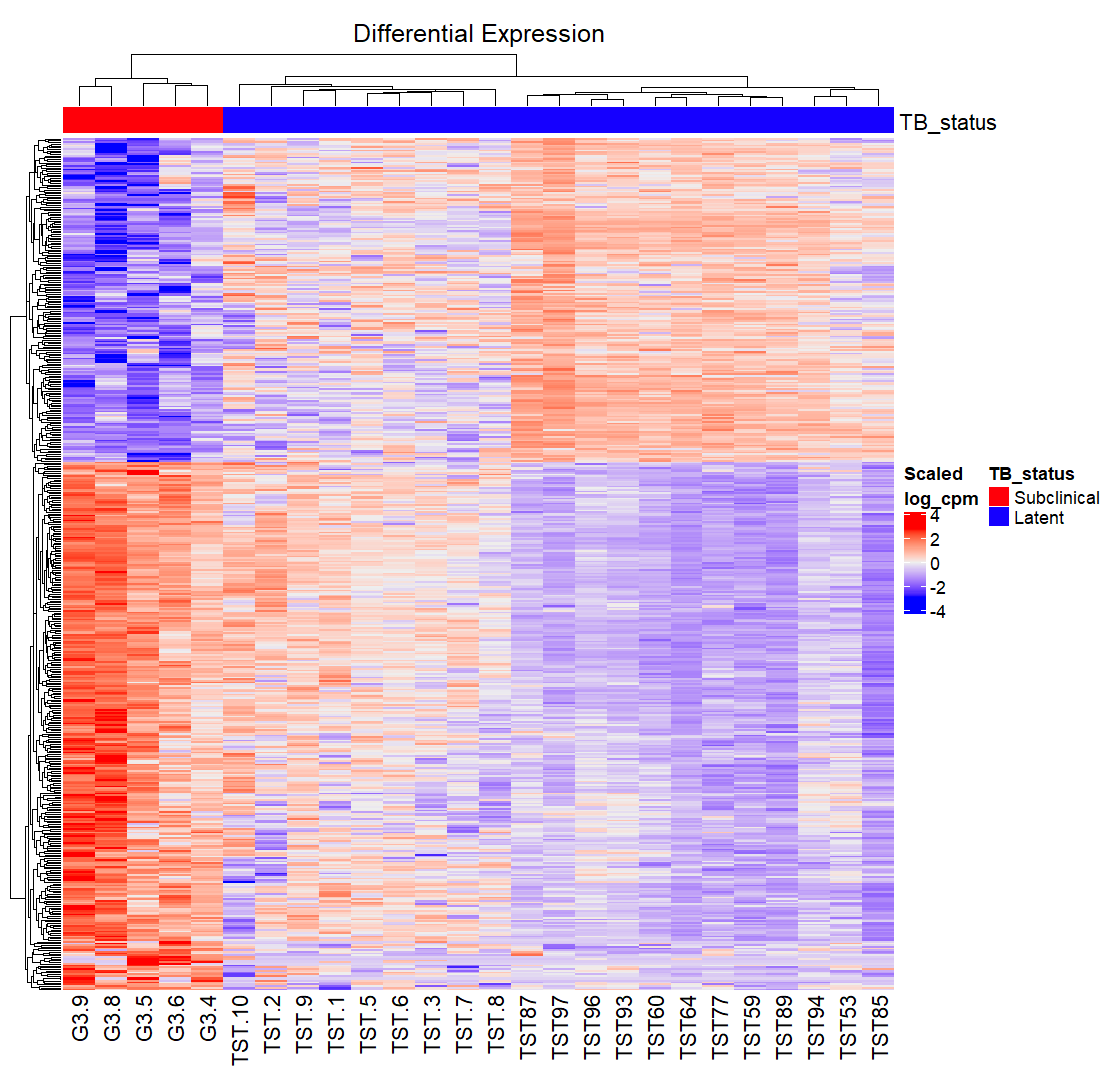 Differential Expression
TB_status
Scaled
log_cpm
4
2
0
-2
-4
TB_status
Subclinical
Latent
G3.9
G3.8
G3.5
G3.6
G3.4
TST.10
TST.2
TST.9
TST.1
TST.5
TST.6
TST.3
TST.7
TST.8
TST87
TST97
TST96
TST93
TST60
TST64
TST77
TST59
TST89
TST94
TST53
TST85